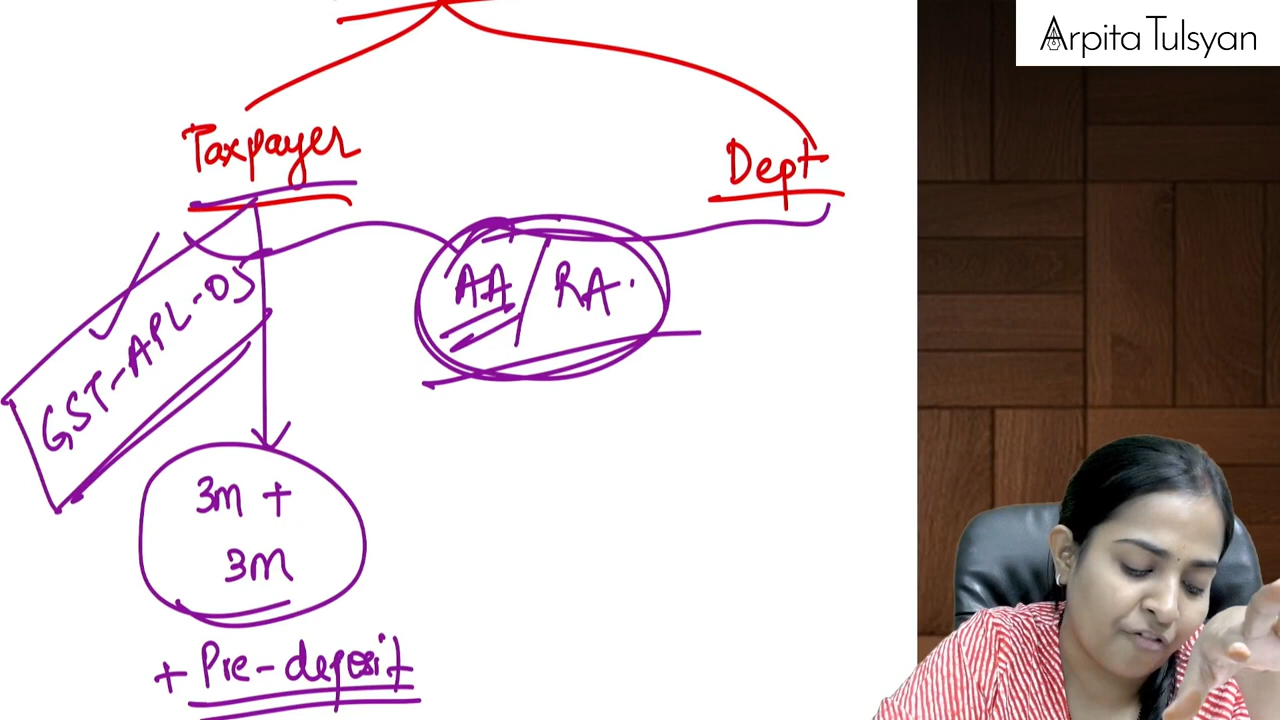 Arpita Tulsyan
Taxpayer
Dept
AA / RA.
GST-APL-05
3m +
3m
+ Pre-deposit